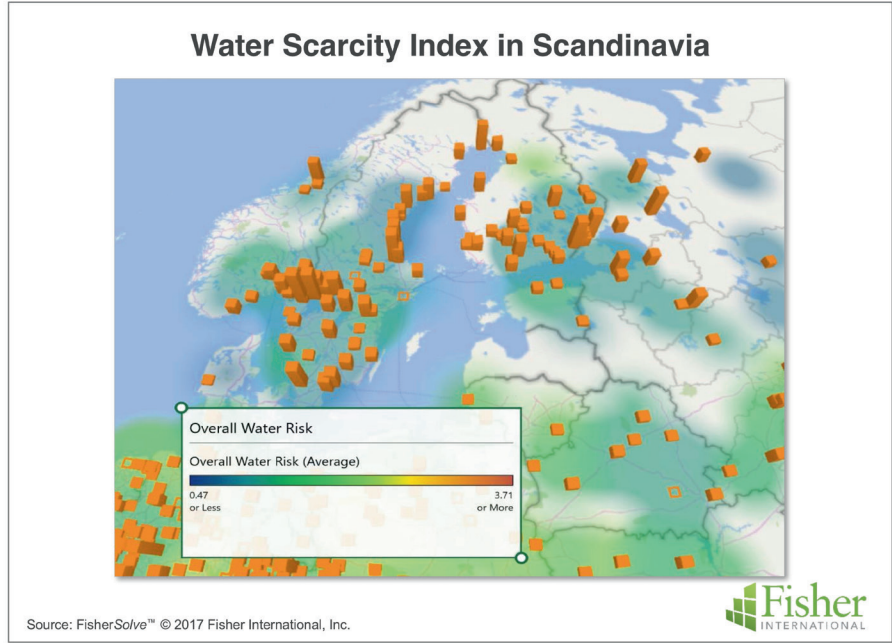 Water Scarcity Index in Scandinavia
Overall Water Risk
Overall Water Risk (Average)
0.47
or Less
3.71
or More
Source: FisherSolve™ © 2017 Fisher International, Inc.
Fisher
INTERNATIONAL